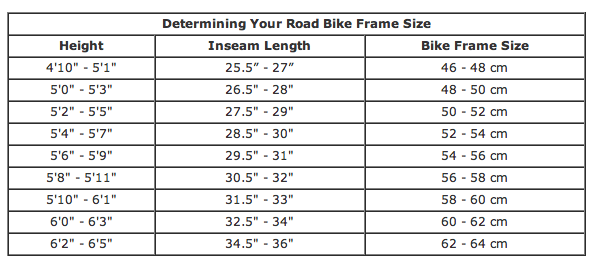 Determining Your Road Bike Frame Size
Height Inseam Length Bike Frame Size
4'10" - 5'1" 25.5” - 27” 46 - 48 cm
5'0" - 5'3" 26.5" - 28" 48 - 50 cm
5'2" - 5'5" 27.5" - 29" 50 - 52 cm
5'4" - 5'7" 28.5" - 30" 52 - 54 cm
5'6" - 5'9" 29.5" - 31" 54 - 56 cm
5'8" - 5'11" 30.5" - 32" 56 - 58 cm
5'10" - 6'1" 31.5" - 33" 58 - 60 cm
6'0" - 6'3" 32.5" - 34" 60 - 62 cm
6'2" - 6'5" 34.5" - 36" 62 - 64 cm